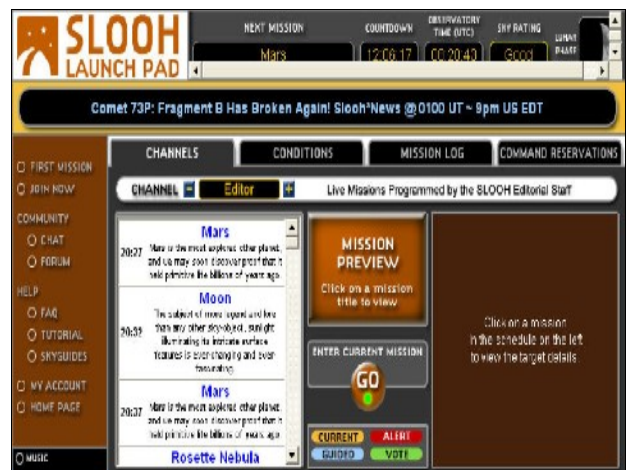 SLOOH
LAUNCH PAD
NEXT MISSION
Mars
COUNTDOWN
12:06:17
OBSERVATORY
TIME (UTC)
00:20:43
SKY RATING
Good
LUNAR
PHASE
Comet 73P: Fragment B Has Broken Again! Slooh*News @ 0100 UT ~ 9pm US EDT
CHANNELS
CONDITIONS
MISSION LOG
COMMAND RESERVATIONS
CHANNEL
Editor
Live Missions Programmed by the SLOOH Editorial Staff
FIRST MISSION
JOIN NOW
COMMUNITY
CHAT
FORUM
HELP
FAQ
TUTORIAL
SKYGUIDES
MY ACCOUNT
HOME PAGE
MUSIC
Mars
20:27
Mars is the most explored other planet,
and we may soon discover proof that it
held primitive life billions of years ago.
Moon
20:32
The subject of more legend and lore
than any other sky-object, sunlight
illuminating its intricate surface
features is ever-changing and ever-
fascinating.
Mars
20:37
Mars is the most explored other planet,
and we may soon discover proof that it
held primitive life billions of years ago.
Rosette Nebula
MISSION
PREVIEW
Click on a mission
title to view
ENTER CURRENT MISSION
GO
CURRENT
ALERT
GUIDED
VOTE
Click on a mission
in the schedule on the left
to view the target details.